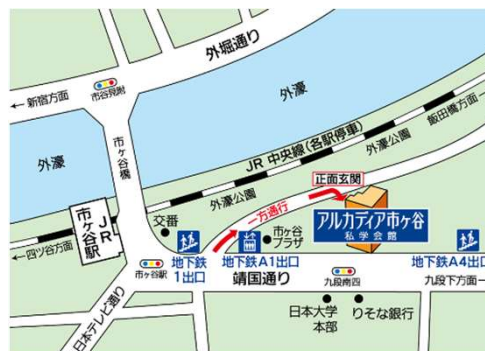 外堀通り
←新宿方面
市谷見附
外濠
飯田橋方面→
市ヶ谷橋
JR 中央線(各駅停車)
外濠公園
外濠
正面玄関
一方通行
外濠公園
JR
市ヶ谷駅
交番
アルカディア市ヶ谷
私学会館
市ヶ谷
プラザ
←四ツ谷方面
地下鉄
1出口
地下鉄A1出口
地下鉄A4出口
市ヶ谷駅
靖国通り
九段南四
九段下方面→
日本テレビ通り
日本大学
本部
りそな銀行